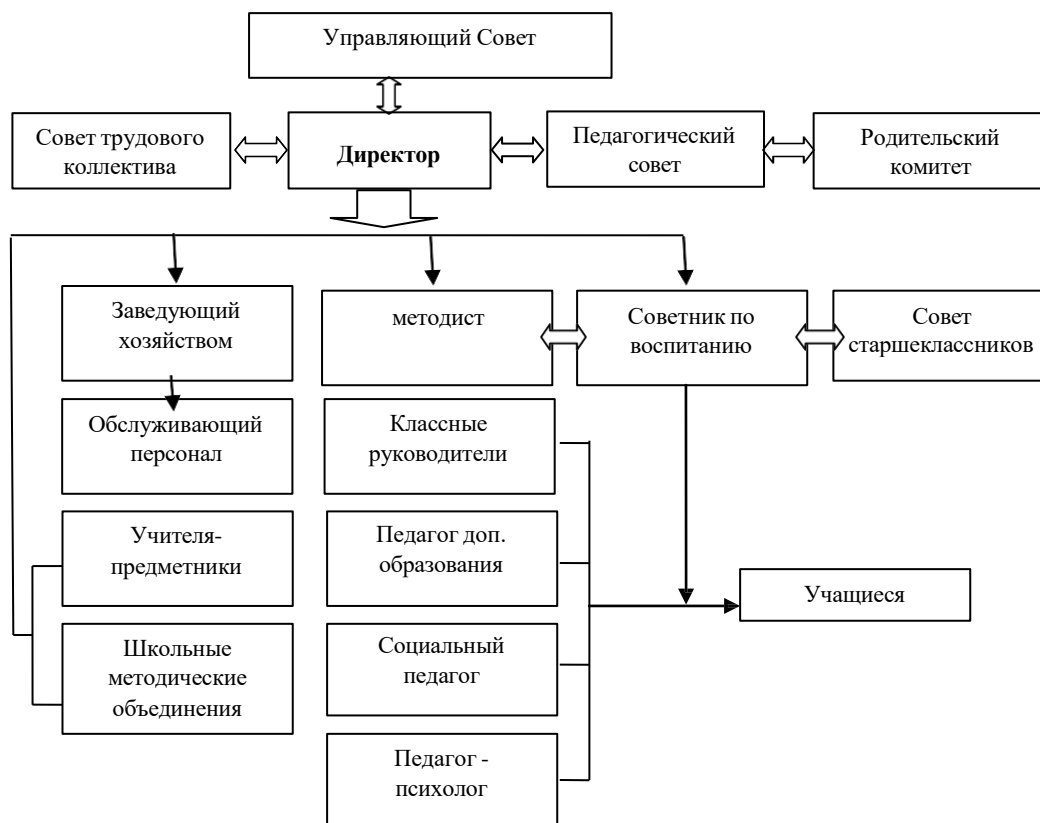 Управляющий Совет
Совет трудового
коллектива
Директор
Педагогический
совет
Родительский
комитет
Заведующий
хозяйством
методист
Советник по
воспитанию
Совет
старшеклассников
Обслуживающий
персонал
Классные
руководители
Учителя-
предметники
Педагог доп.
образования
Учащиеся
Школьные
методические
объединения
Социальный
педагог
Педагог -
психолог